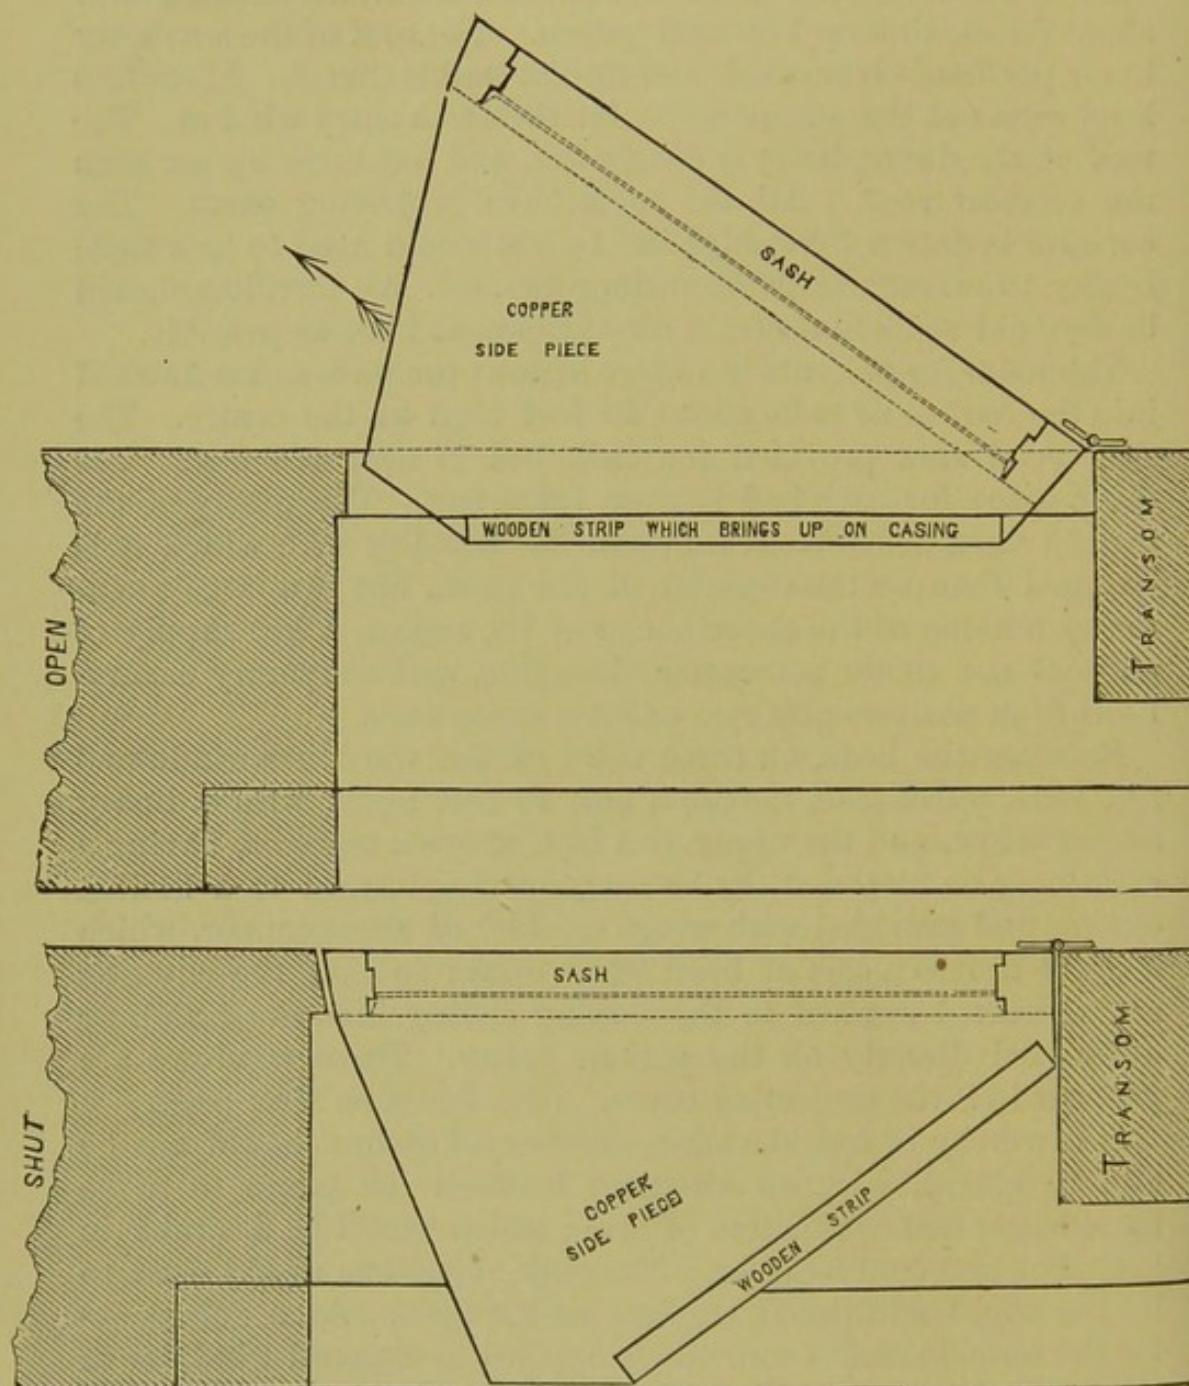 SASH
COPPER
SIDE PIECE
WOODEN STRIP WHICH BRINGS UP ON CASING
TRANSOM
OPEN
SASH
TRANSOM
SHUT
COPPER
SIDE PIECE
WOODEN STRIP